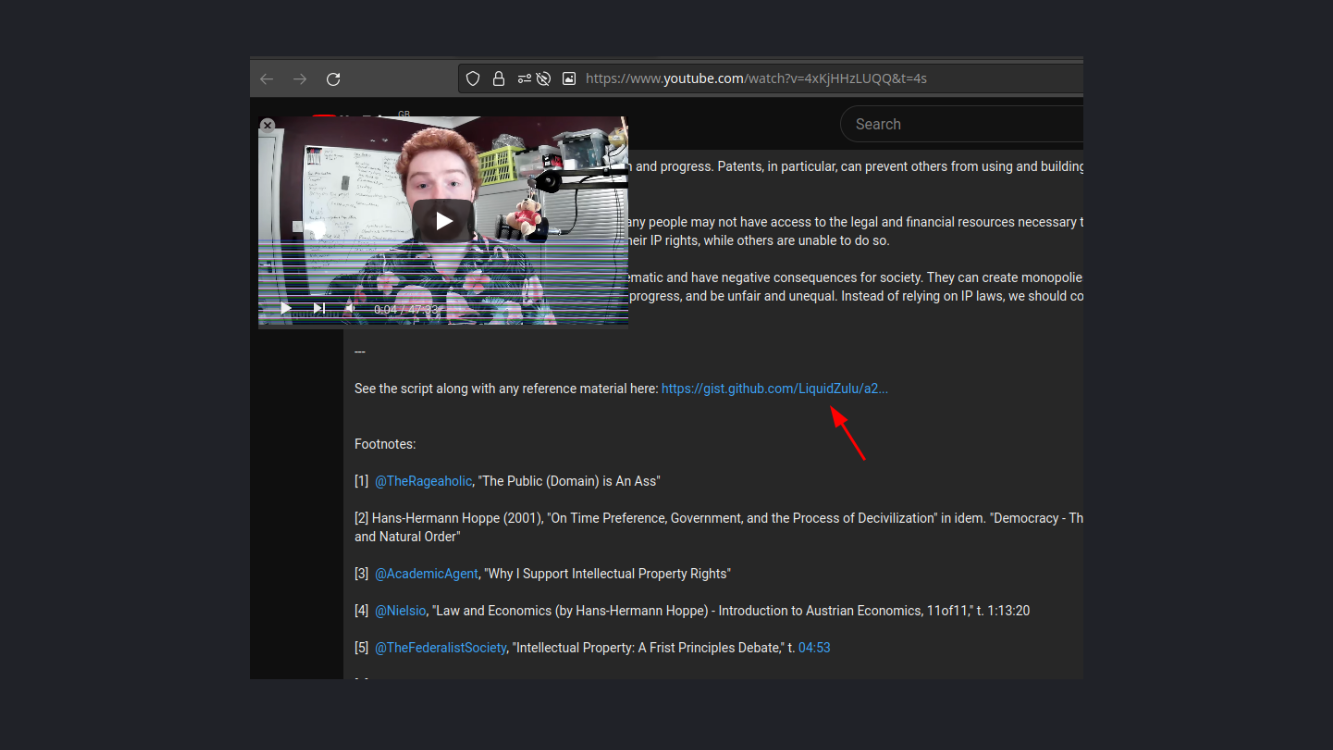 https://www.youtube.com/watch?v=4xKjHHzLUQQ&t=4s
GB
Search
and progress. Patents, in particular, can prevent others from using and building
any people may not have access to the legal and financial resources necessary t
heir IP rights, while others are unable to do so.
ematic and have negative consequences for society. They can create monopolie
progress, and be unfair and unequal. Instead of relying on IP laws, we should co
0:04 / 47:33
---
See the script along with any reference material here: https://gist.github.com/LiquidZulu/a2...
Footnotes:
[1] @TheRageaholic, "The Public (Domain) is An Ass"
[2] Hans-Hermann Hoppe (2001), "On Time Preference, Government, and the Process of Decivilization" in idem. "Democracy - Th
and Natural Order"
[3] @AcademicAgent, "Why I Support Intellectual Property Rights"
[4] @Nielsio, "Law and Economics (by Hans-Hermann Hoppe) - Introduction to Austrian Economics, 11of11," t. 1:13:20
[5] @TheFederalistSociety, "Intellectual Property: A Frist Principles Debate," t. 04:53